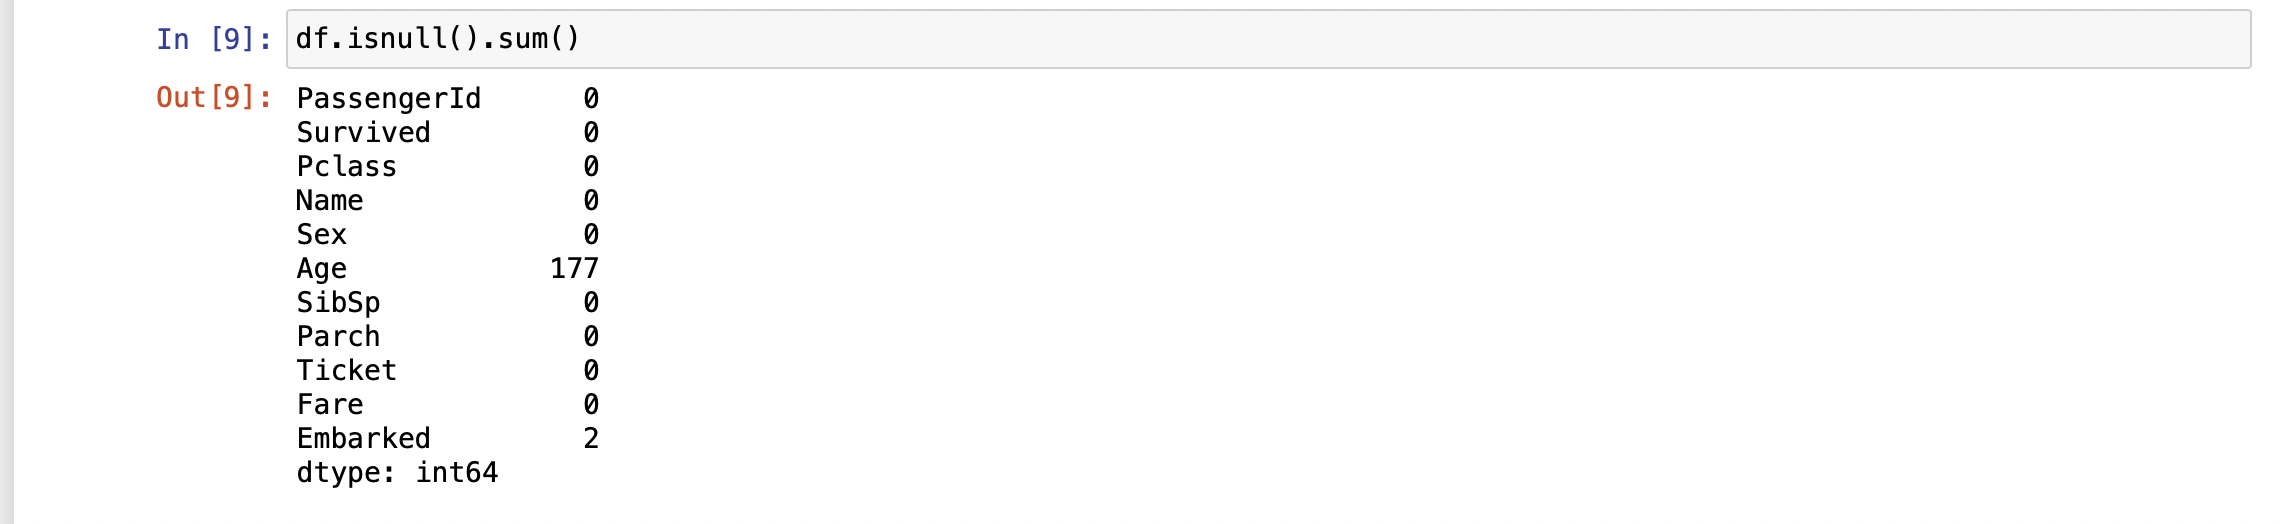 In [9]: df.isnull().sum()
Out[9]: PassengerId      0
Survived         0
Pclass           0
Name             0
Sex              0
Age            177
SibSp            0
Parch            0
Ticket           0
Fare             0
Embarked         2
dtype: int64